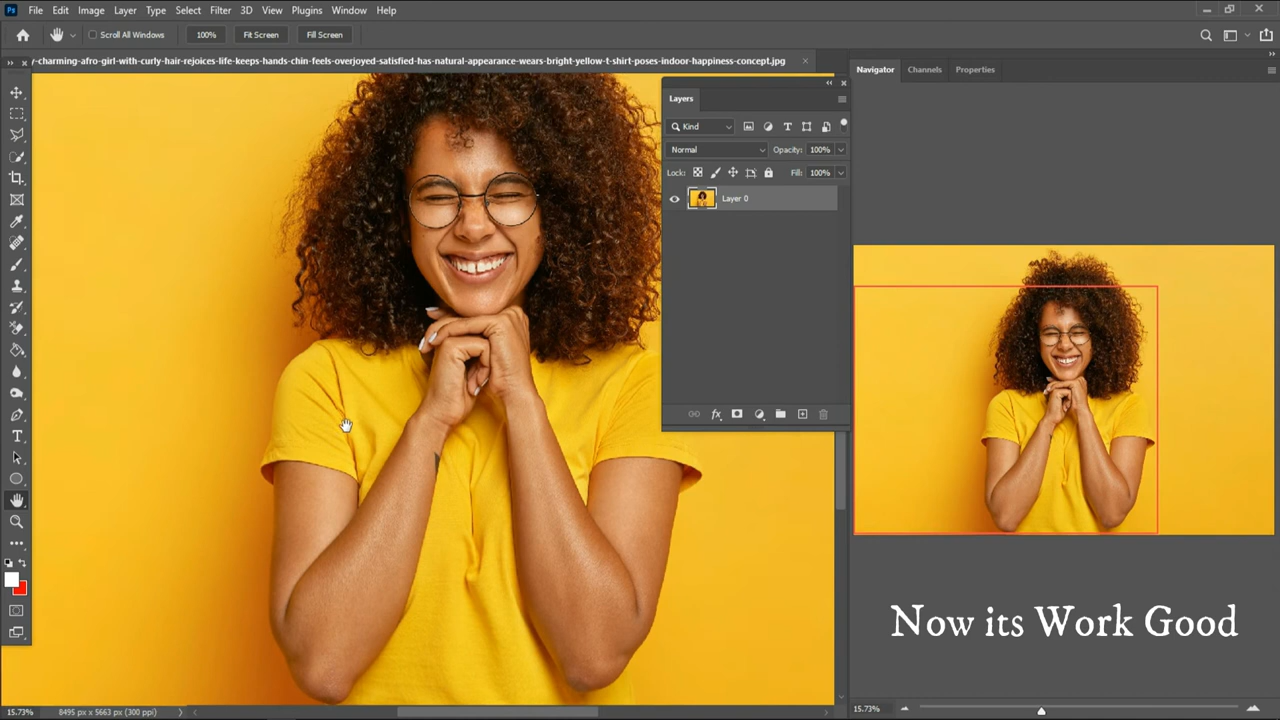 Ps File Edit Image Layer Type Select Filter 3D View Plugins Window Help
Scroll All Windows 100% Fit Screen Fill Screen
y-charming-afro-girl-with-curly-hair-rejoices-life-keeps-hands-chin-feels-overjoyed-satisfied-has-natural-appearance-wears-bright-yellow-t-shirt-poses-indoor-happiness-concept.jpg
Layers
Kind
Normal Opacity: 100%
Lock: Fill: 100%
Layer 0
Navigator Channels Properties
Now its Work Good
15.73% 8495 px x 5663 px (300 ppi)
15.73%